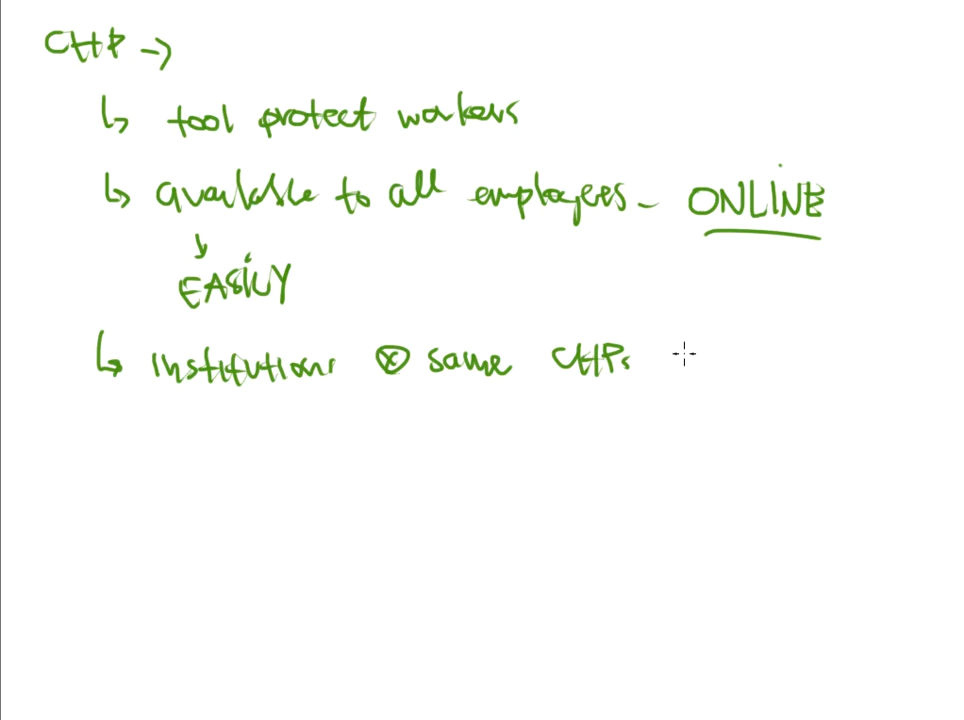 CHP →
↳ tool protect workers
↳ available to all employees - ONLINE
↓
EASILY
↳ institutions ⊗ same CHPs